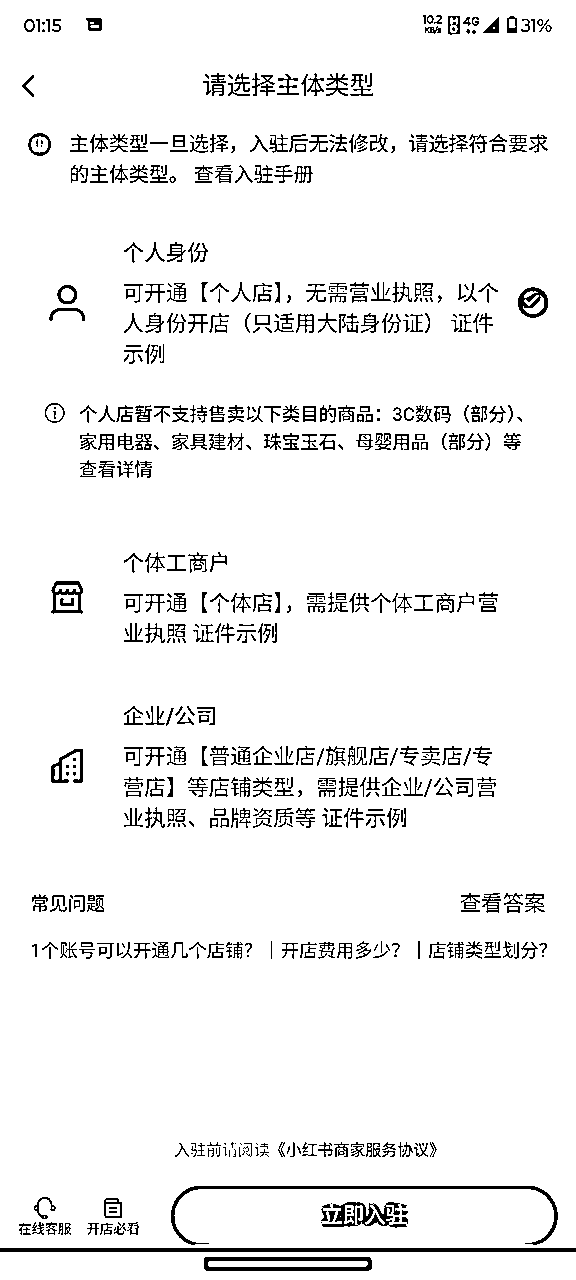 01:15
10.2 KB/s 4G 31%
请选择主体类型
主体类型一旦选择，入驻后无法修改，请选择符合要求
的主体类型。 查看入驻手册
个人身份
可开通【个人店】，无需营业执照，以个
人身份开店（只适用大陆身份证） 证件
示例
个人店暂不支持售卖以下类目的商品：3C数码（部分）、
家用电器、家具建材、珠宝玉石、母婴用品（部分）等
查看详情
个体工商户
可开通【个体店】，需提供个体工商户营
业执照 证件示例
企业/公司
可开通【普通企业店/旗舰店/专卖店/专
营店】等店铺类型，需提供企业/公司营
业执照、品牌资质等 证件示例
常见问题 查看答案
1个账号可以开通几个店铺？｜开店费用多少？｜店铺类型划分？
入驻前请阅读《小红书商家服务协议》
在线客服 开店必看 立即入驻